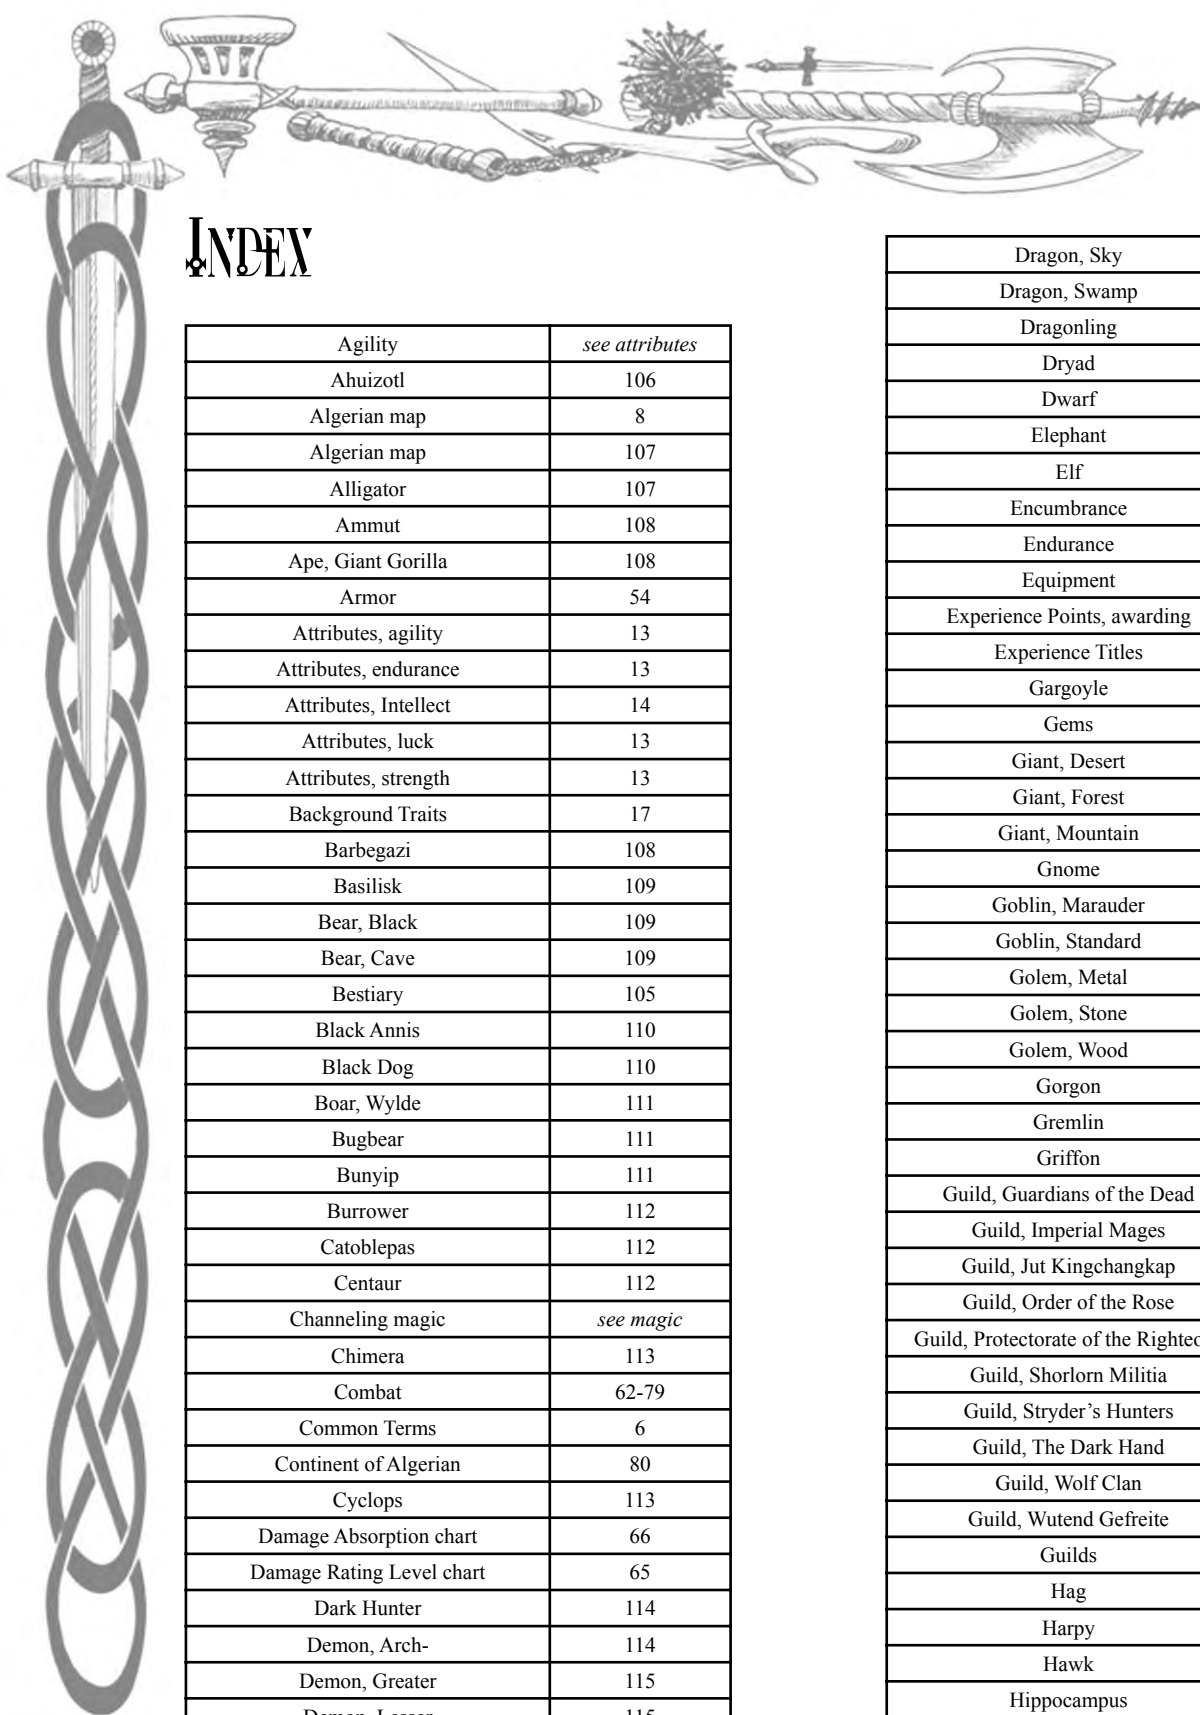 INDEX
Agility see attributes
Ahuizotl 106
Algerian map 8
Algerian map 107
Alligator 107
Ammut 108
Ape, Giant Gorilla 108
Armor 54
Attributes, agility 13
Attributes, endurance 13
Attributes, Intellect 14
Attributes, luck 13
Attributes, strength 13
Background Traits 17
Barbegazi 108
Basilisk 109
Bear, Black 109
Bear, Cave 109
Bestiary 105
Black Annis 110
Black Dog 110
Boar, Wylde 111
Bugbear 111
Bunyip 111
Burrower 112
Catoblepas 112
Centaur 112
Channeling magic see magic
Chimera 113
Combat 62-79
Common Terms 6
Continent of Algerian 80
Cyclops 113
Damage Absorption chart 66
Damage Rating Level chart 65
Dark Hunter 114
Demon, Arch- 114
Demon, Greater 115
Demon, Lesser 115
Dragon, Sky
Dragon, Swamp
Dragonling
Dryad
Dwarf
Elephant
Elf
Encumbrance
Endurance
Equipment
Experience Points, awarding
Experience Titles
Gargoyle
Gems
Giant, Desert
Giant, Forest
Giant, Mountain
Gnome
Goblin, Marauder
Goblin, Standard
Golem, Metal
Golem, Stone
Golem, Wood
Gorgon
Gremlin
Griffon
Guild, Guardians of the Dead
Guild, Imperial Mages
Guild, Jut Kingchangkap
Guild, Order of the Rose
Guild, Protectorate of the
Guild, Shorlorn Militia
Guild, Stryder’s Hunters
Guild, The Dark Hand
Guild, Wolf Clan
Guild, Wutend Gefreite
Guilds
Hag
Harpy
Hawk
Hippocampus